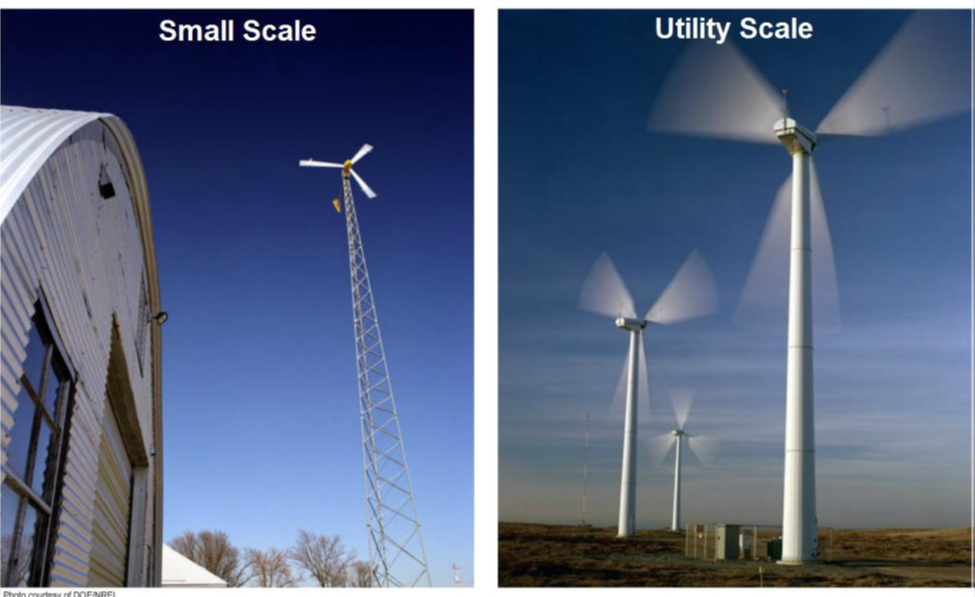 Small Scale
Utility Scale
Photo courtesy of DOE/NREL